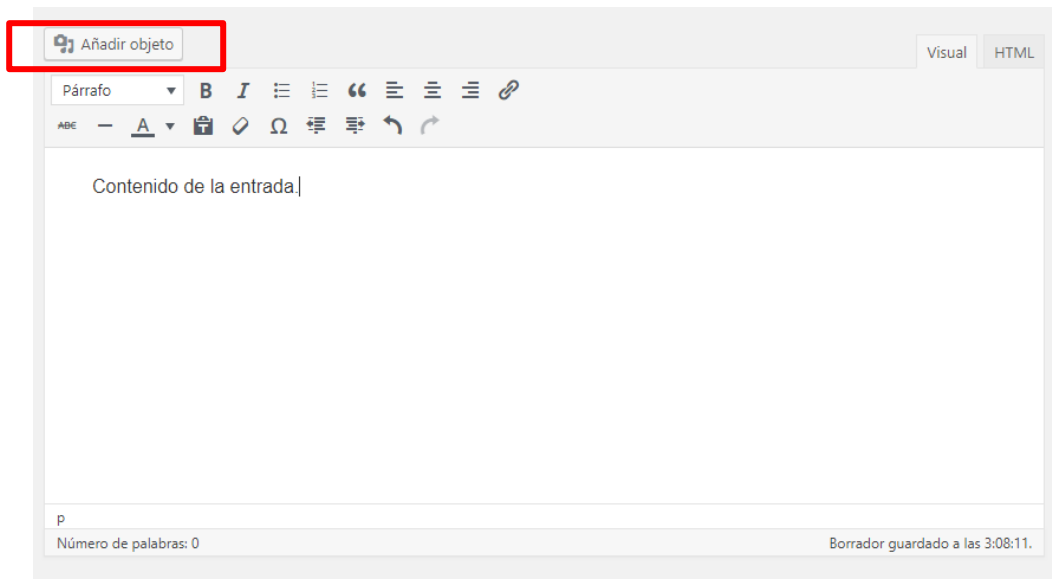 Añadir objeto
Visual HTML
Párrafo B I
ABC A T Ω
Contenido de la entrada.
p
Número de palabras: 0 Borrador guardado a las 3:08:11.